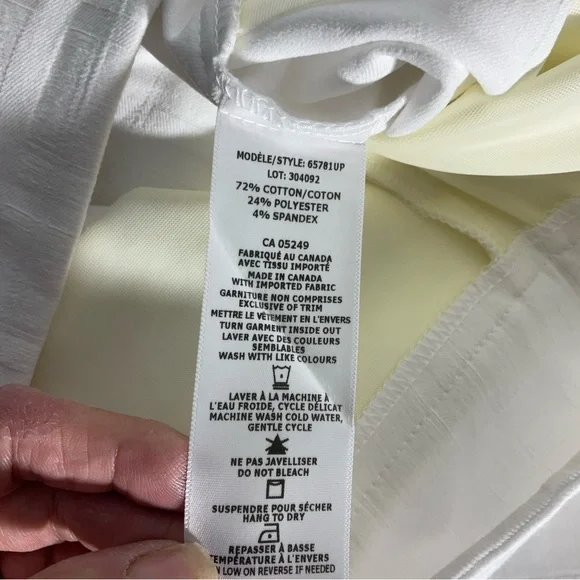 MODÈLE/STYLE: 65781UP
LOT: 304092
72% COTTON/COTON
24% POLYESTER
4% SPANDEX
CA 05249
FABRIQUÉ AU CANADA
AVEC TISSU IMPORTÉ
MADE IN CANADA
WITH IMPORTED FABRIC
GARNITURE NON COMPRISES
EXCLUSIVE OF TRIM
METTRE LE VÊTEMENT EN L'ENVERS
TURN GARMENT INSIDE OUT
LAVER AVEC DES COULEURS
SEMBLABLES
WASH WITH LIKE COLOURS
LAVER À LA MACHINE À
L'EAU FROIDE, CYCLE DÉLICAT
MACHINE WASH COLD WATER,
GENTLE CYCLE
NE PAS JAVELLISER
DO NOT BLEACH
SUSPENDRE POUR SÉCHER
HANG TO DRY
REPASSER À BASSE
TEMPÉRATURE À L'ENVERS
LOW ON REVERSE IF NEEDED